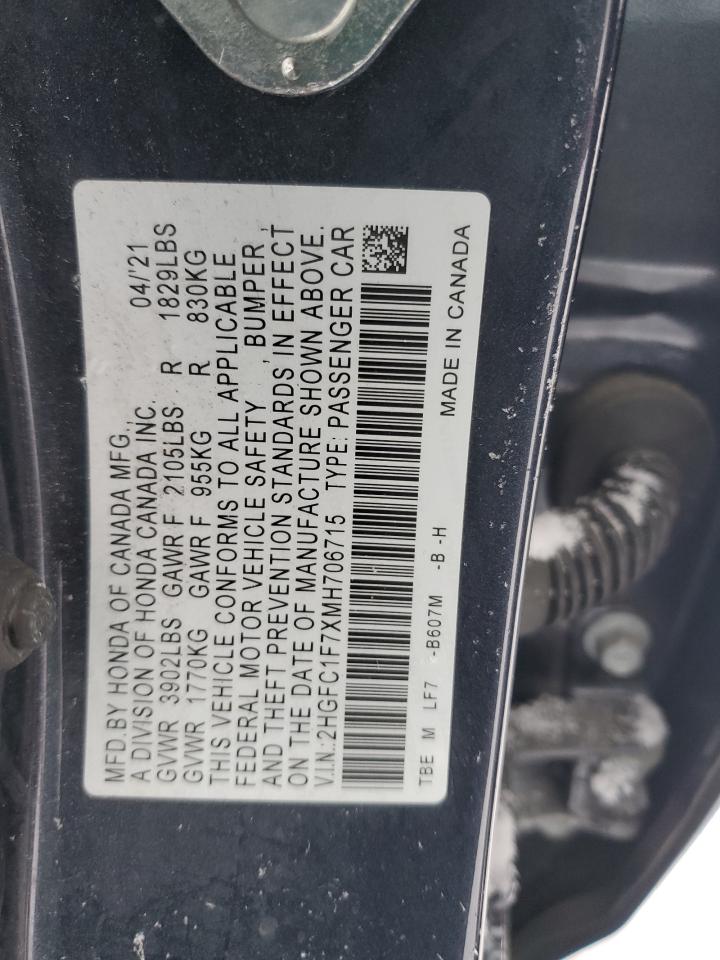 MFD.BY HONDA OF CANADA MFG., 04/'21
A DIVISION OF HONDA CANADA INC.
GVWR 3902LBS GAWR F 2105LBS R 1829LBS
GVWR 1770KG GAWR F 955KG R 830KG
THIS VEHICLE CONFORMS TO ALL APPLICABLE
FEDERAL MOTOR VEHICLE SAFETY , BUMPER ,
AND THEFT PREVENTION STANDARDS IN EFFECT
ON THE DATE OF MANUFACTURE SHOWN ABOVE.
V.I.N.:2HGFC1F7XMH706715 TYPE: PASSENGER CAR
TBE M LF7 -B607M -B -H MADE IN CANADA